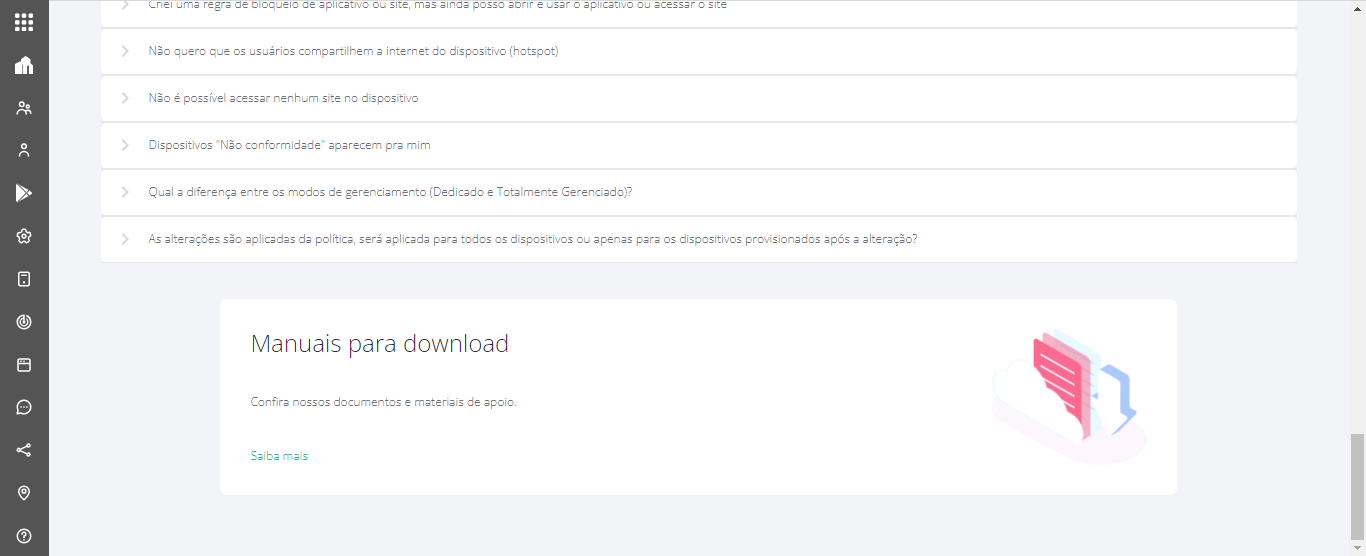 Criei uma regra de bloqueio de aplicativo ou site, mas ainda posso abrir e usar o aplicativo ou acessar o site
Não quero que os usuários compartilhem a internet do dispositivo (hotspot)
Não é possível acessar nenhum site no dispositivo
Dispositivos "Não conformidade" aparecem pra mim
Qual a diferença entre os modos de gerenciamento (Dedicado e Totalmente Gerenciado)?
As alterações são aplicadas da política, será aplicada para todos os dispositivos ou apenas para os dispositivos provisionados após a alteração?
Manuais para download
Confira nossos documentos e materiais de apoio.
Saiba mais